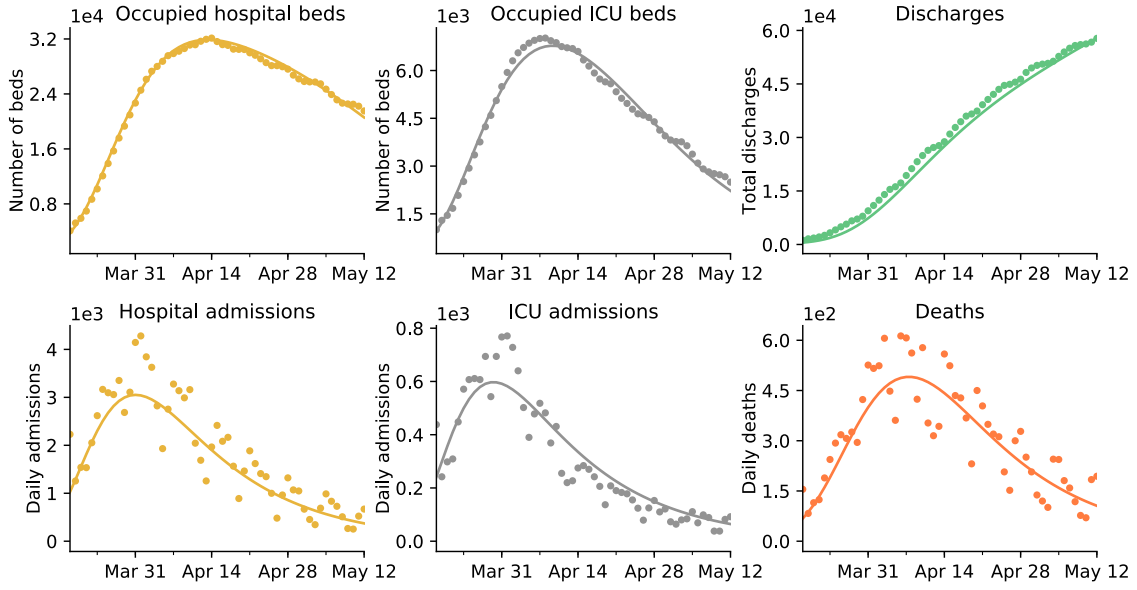 Occupied hospital beds
1e4
Number of beds
3.2
2.4
1.6
0.8
Mar 31 Apr 14 Apr 28 May 12
Occupied ICU beds
1e3
Number of beds
6.0
4.5
3.0
1.5
Mar 31 Apr 14 Apr 28 May 12
Discharges
1e4
Total discharges
6.0
4.5
3.0
1.5
0.0
Mar 31 Apr 14 Apr 28 May 12
Hospital admissions
1e3
Daily admissions
4
3
2
1
0
Mar 31 Apr 14 Apr 28 May 12
ICU admissions
1e3
Daily admissions
0.8
0.6
0.4
0.2
0.0
Mar 31 Apr 14 Apr 28 May 12
Deaths
1e2
Daily deaths
6.0
4.5
3.0
1.5
0.0
Mar 31 Apr 14 Apr 28 May 12